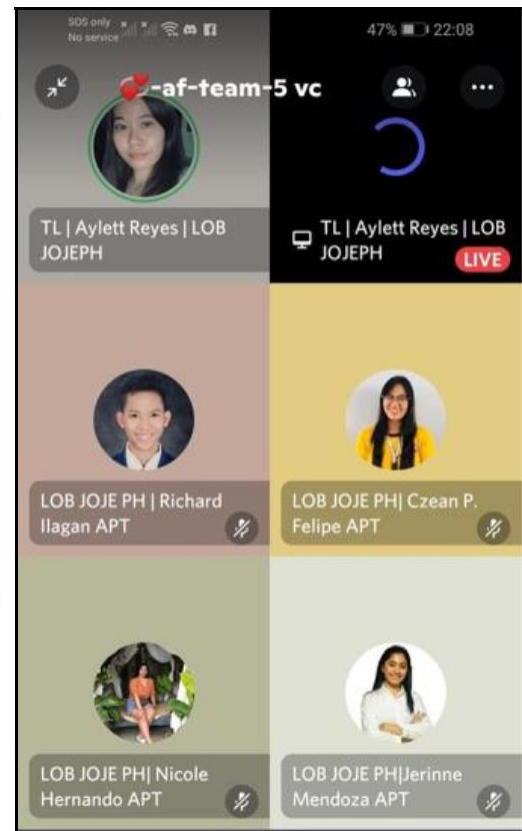 SOS only
No service
47% 22:08
-af-team-5 vc
TL | Aylett Reyes | LOB
JOJEPH
TL | Aylett Reyes | LOB
JOJEPH
LIVE
LOB JOJE PH | Richard
Ilagan APT
LOB JOJE PH| Czean P.
Felipe APT
LOB JOJE PH| Nicole
Hernando APT
LOB JOJE PH|Jerinne
Mendoza APT